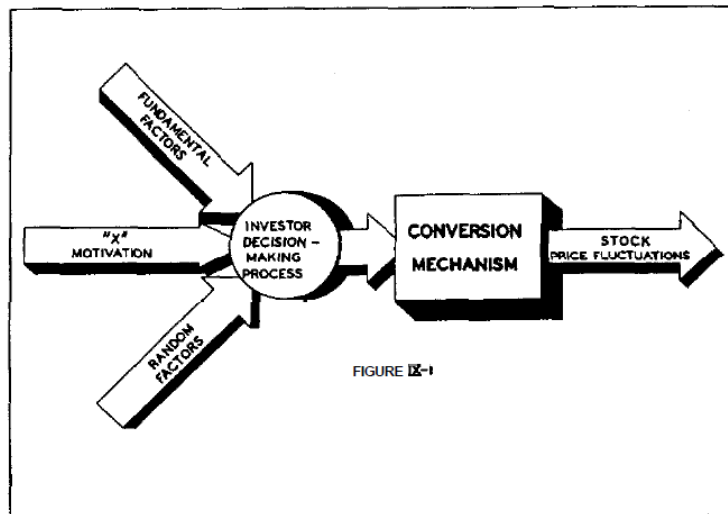 FUNDAMENTAL
FACTORS
"X"
MOTIVATION
RANDOM
FACTORS
INVESTOR
DECISION -
MAKING
PROCESS
CONVERSION
MECHANISM
STOCK
PRICE FLUCTUATIONS
FIGURE IX-1